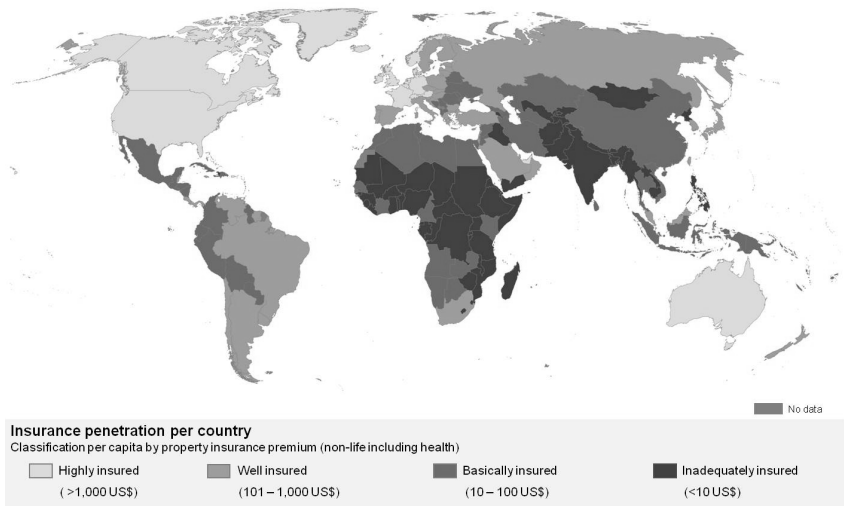 No data
Insurance penetration per country
Classification per capita by property insurance premium (non-life including health)
Highly insured
Well insured
Basically insured
Inadequately insured
( >1,000 US$)
(101 – 1,000 US$)
(10 – 100 US$)
(<10 US$)